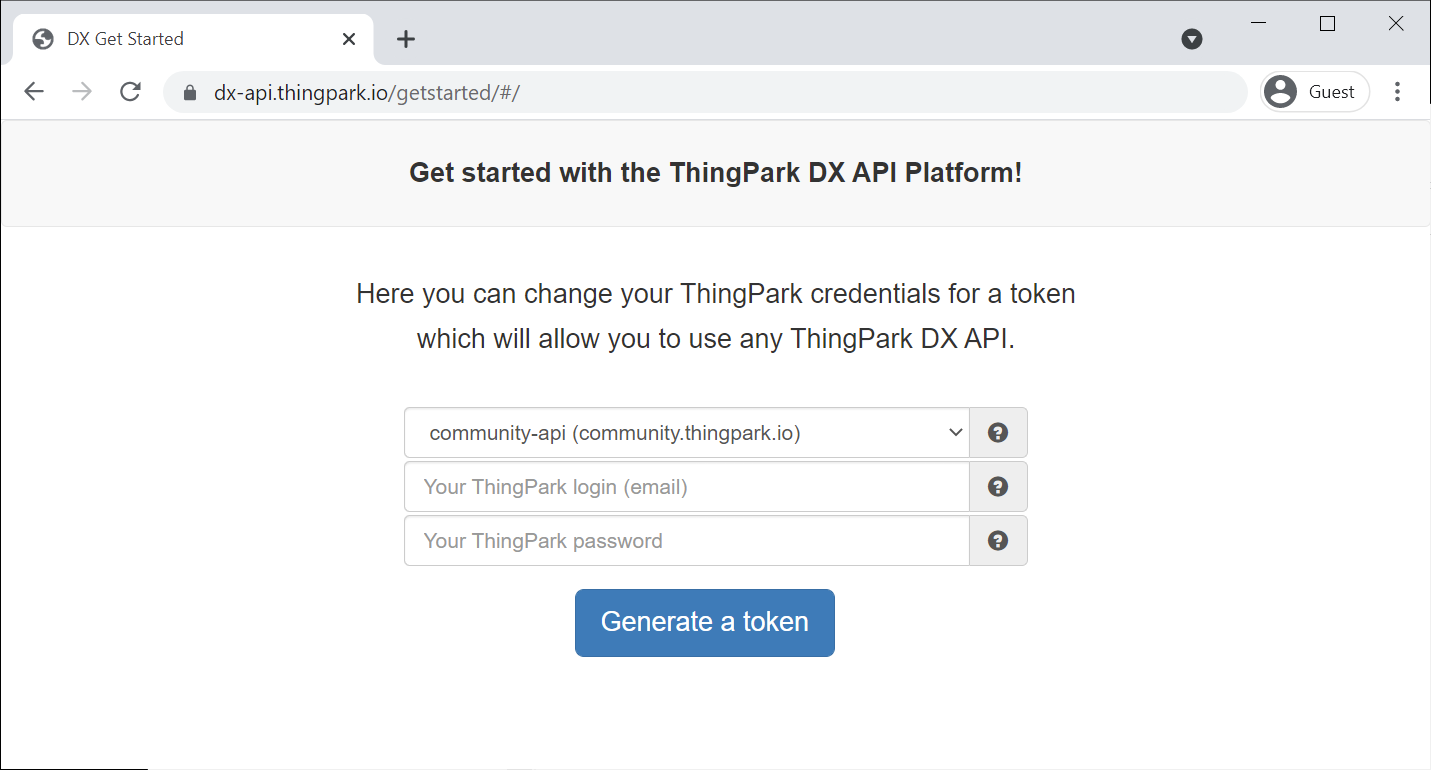 DX Get Started
dx-api.thingpark.io/getstarted/#/
Guest
Get started with the ThingPark DX API Platform!
Here you can change your ThingPark credentials for a token
which will allow you to use any ThingPark DX API.
community-api (community.thingpark.io)
Your ThingPark login (email)
Your ThingPark password
Generate a token